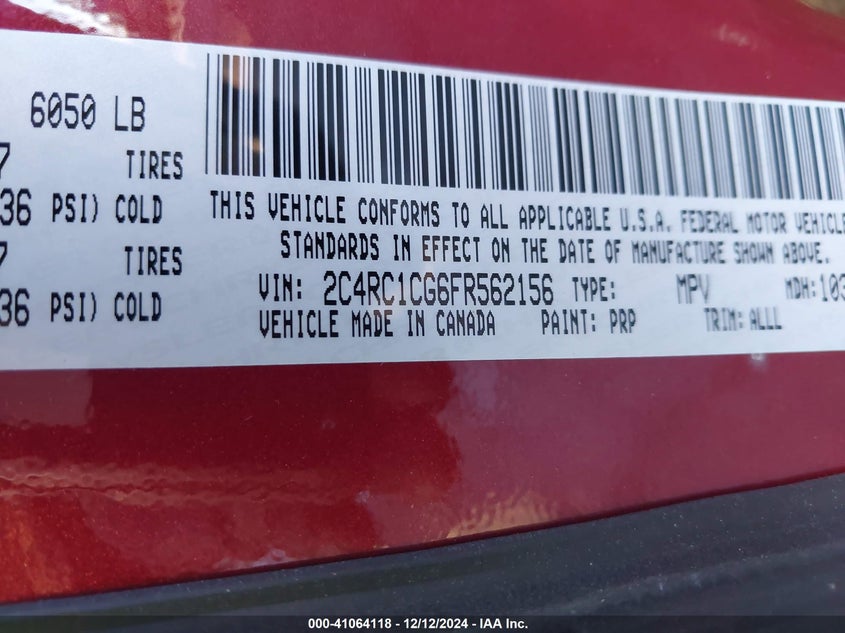 6050 LB
7 TIRES
36 PSI) COLD
7 TIRES
36 PSI) COLD
THIS VEHICLE CONFORMS TO ALL APPLICABLE U.S.A. FEDERAL MOTOR VEHICLE
STANDARDS IN EFFECT ON THE DATE OF MANUFACTURE SHOWN ABOVE.
VIN: 2C4RC1CG6FR562156 TYPE: MPV MDH: 103
VEHICLE MADE IN CANADA PAINT: PRP TRIM: ALLL
000-41064118 - 12/12/2024 - IAA Inc.